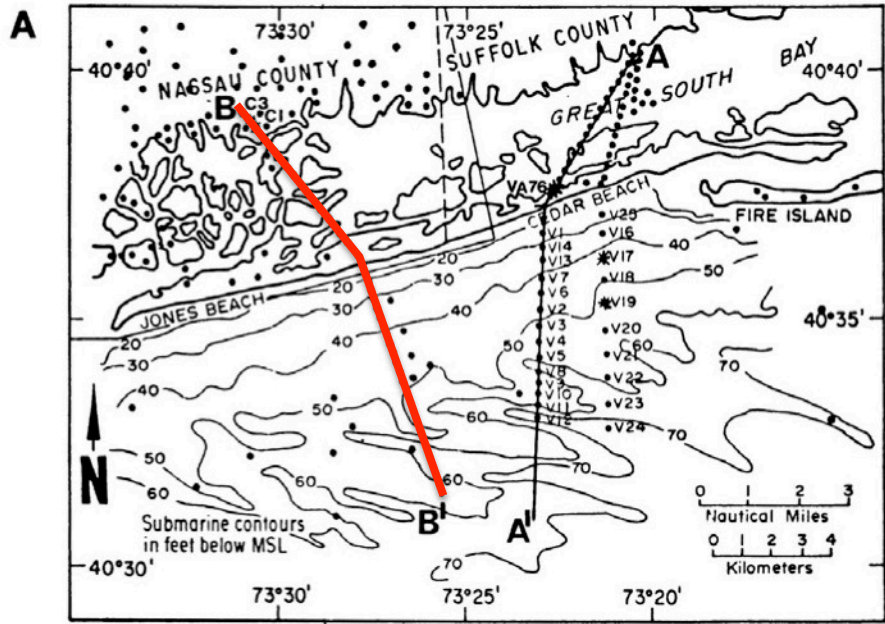 A
73°30'
73°25'
73°20'
40°40'
40°40'
NASSAU COUNTY
SUFFOLK COUNTY
GREAT SOUTH BAY
A
B
C3
C1
VA76
CEDAR BEACH
FIRE ISLAND
JONES BEACH
V25
V16
V17
V18
V19
V20
V21
V22
V23
V24
V1
V14
V13
V7
V6
V2
V3
V4
V5
V8
V10
V11
V12
20
20
20
30
30
30
40
40
40
40
50
50
50
50
60
60
60
60
C60
70
70
70
70
40°35'
N
Submarine contours
in feet below MSL
B'
A'
0 1 2 3
Nautical Miles
0 1 2 3 4
Kilometers
40°30'
73°30'
73°25'
73°20'